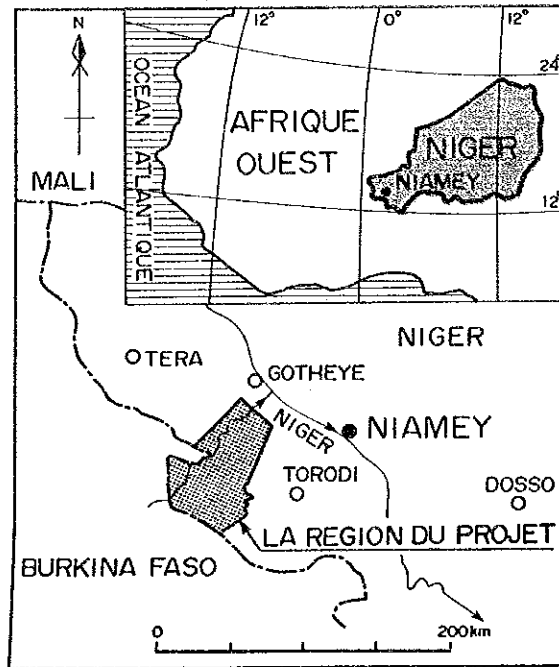 N
12°
0°
12°
24°
12°
OCEAN ATLANTIQUE
AFRIQUE
OUEST
NIGER
NIAMEY
MALI
NIGER
TERA
GOTHEYE
NIGER
NIAMEY
TORODI
DOSSO
LA REGION DU PROJET
BURKINA FASO
0
200km